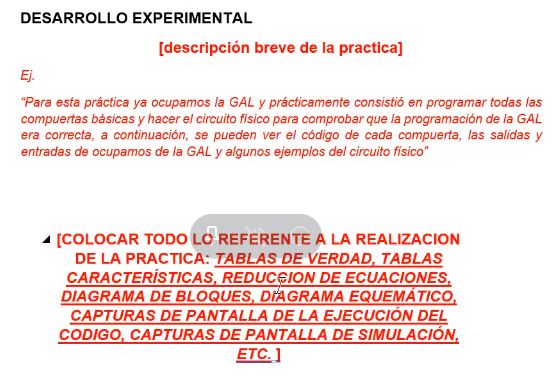 DESARROLLO EXPERIMENTAL
[descripción breve de la practica]
Ej.
“Para esta práctica ya ocupamos la GAL y prácticamente consistió en programar todas las
compuertas básicas y hacer el circuito físico para comprobar que la programación de la GAL
era correcta, a continuación, se pueden ver el código de cada compuerta, las salidas y
entradas de ocupamos de la GAL y algunos ejemplos del circuito físico”
[COLOCAR TODO LO REFERENTE A LA REALIZACION
DE LA PRACTICA: TABLAS DE VERDAD, TABLAS
CARACTERÍSTICAS, REDUCCION DE ECUACIONES,
DIAGRAMA DE BLOQUES, DIAGRAMA EQUEMÁTICO,
CAPTURAS DE PANTALLA DE LA EJECUCIÓN DEL
CODIGO, CAPTURAS DE PANTALLA DE SIMULACIÓN,
ETC. ]